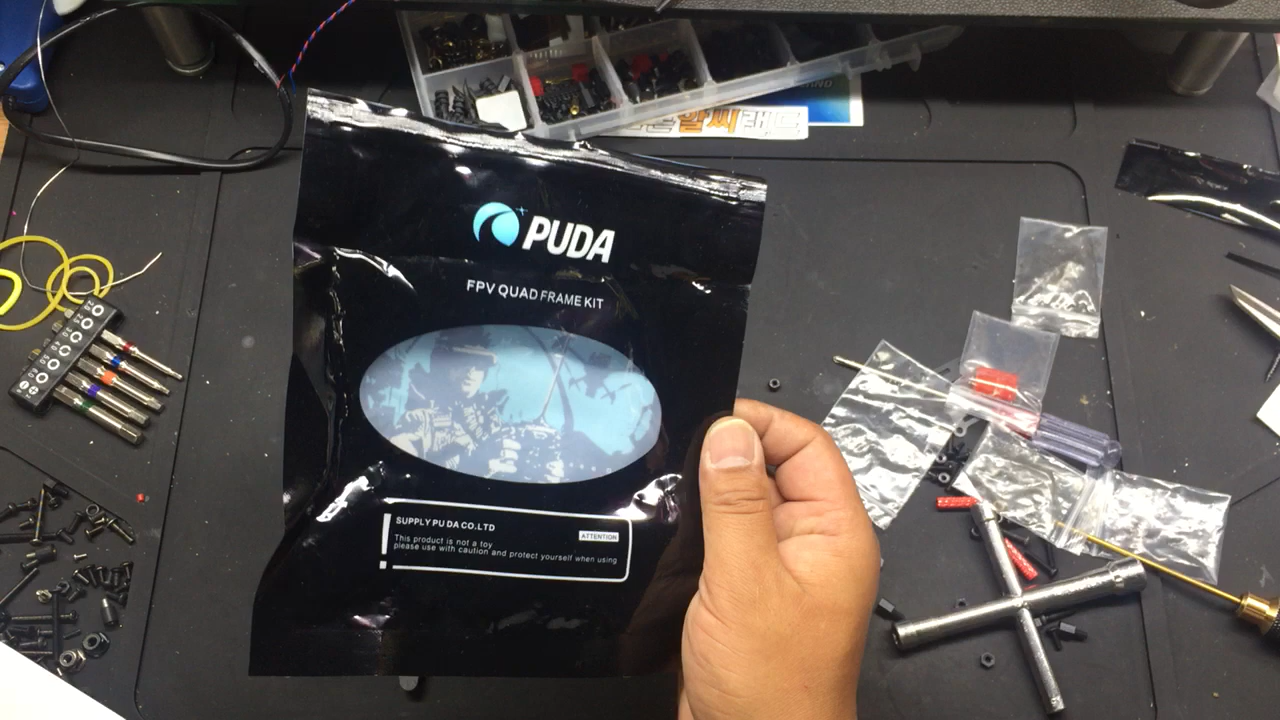 PUDA
FPV QUAD FRAME KIT
SUPPLY PU DA CO.LTD
ATTENTION
This product is not a toy
please use with caution and protect yourself when using